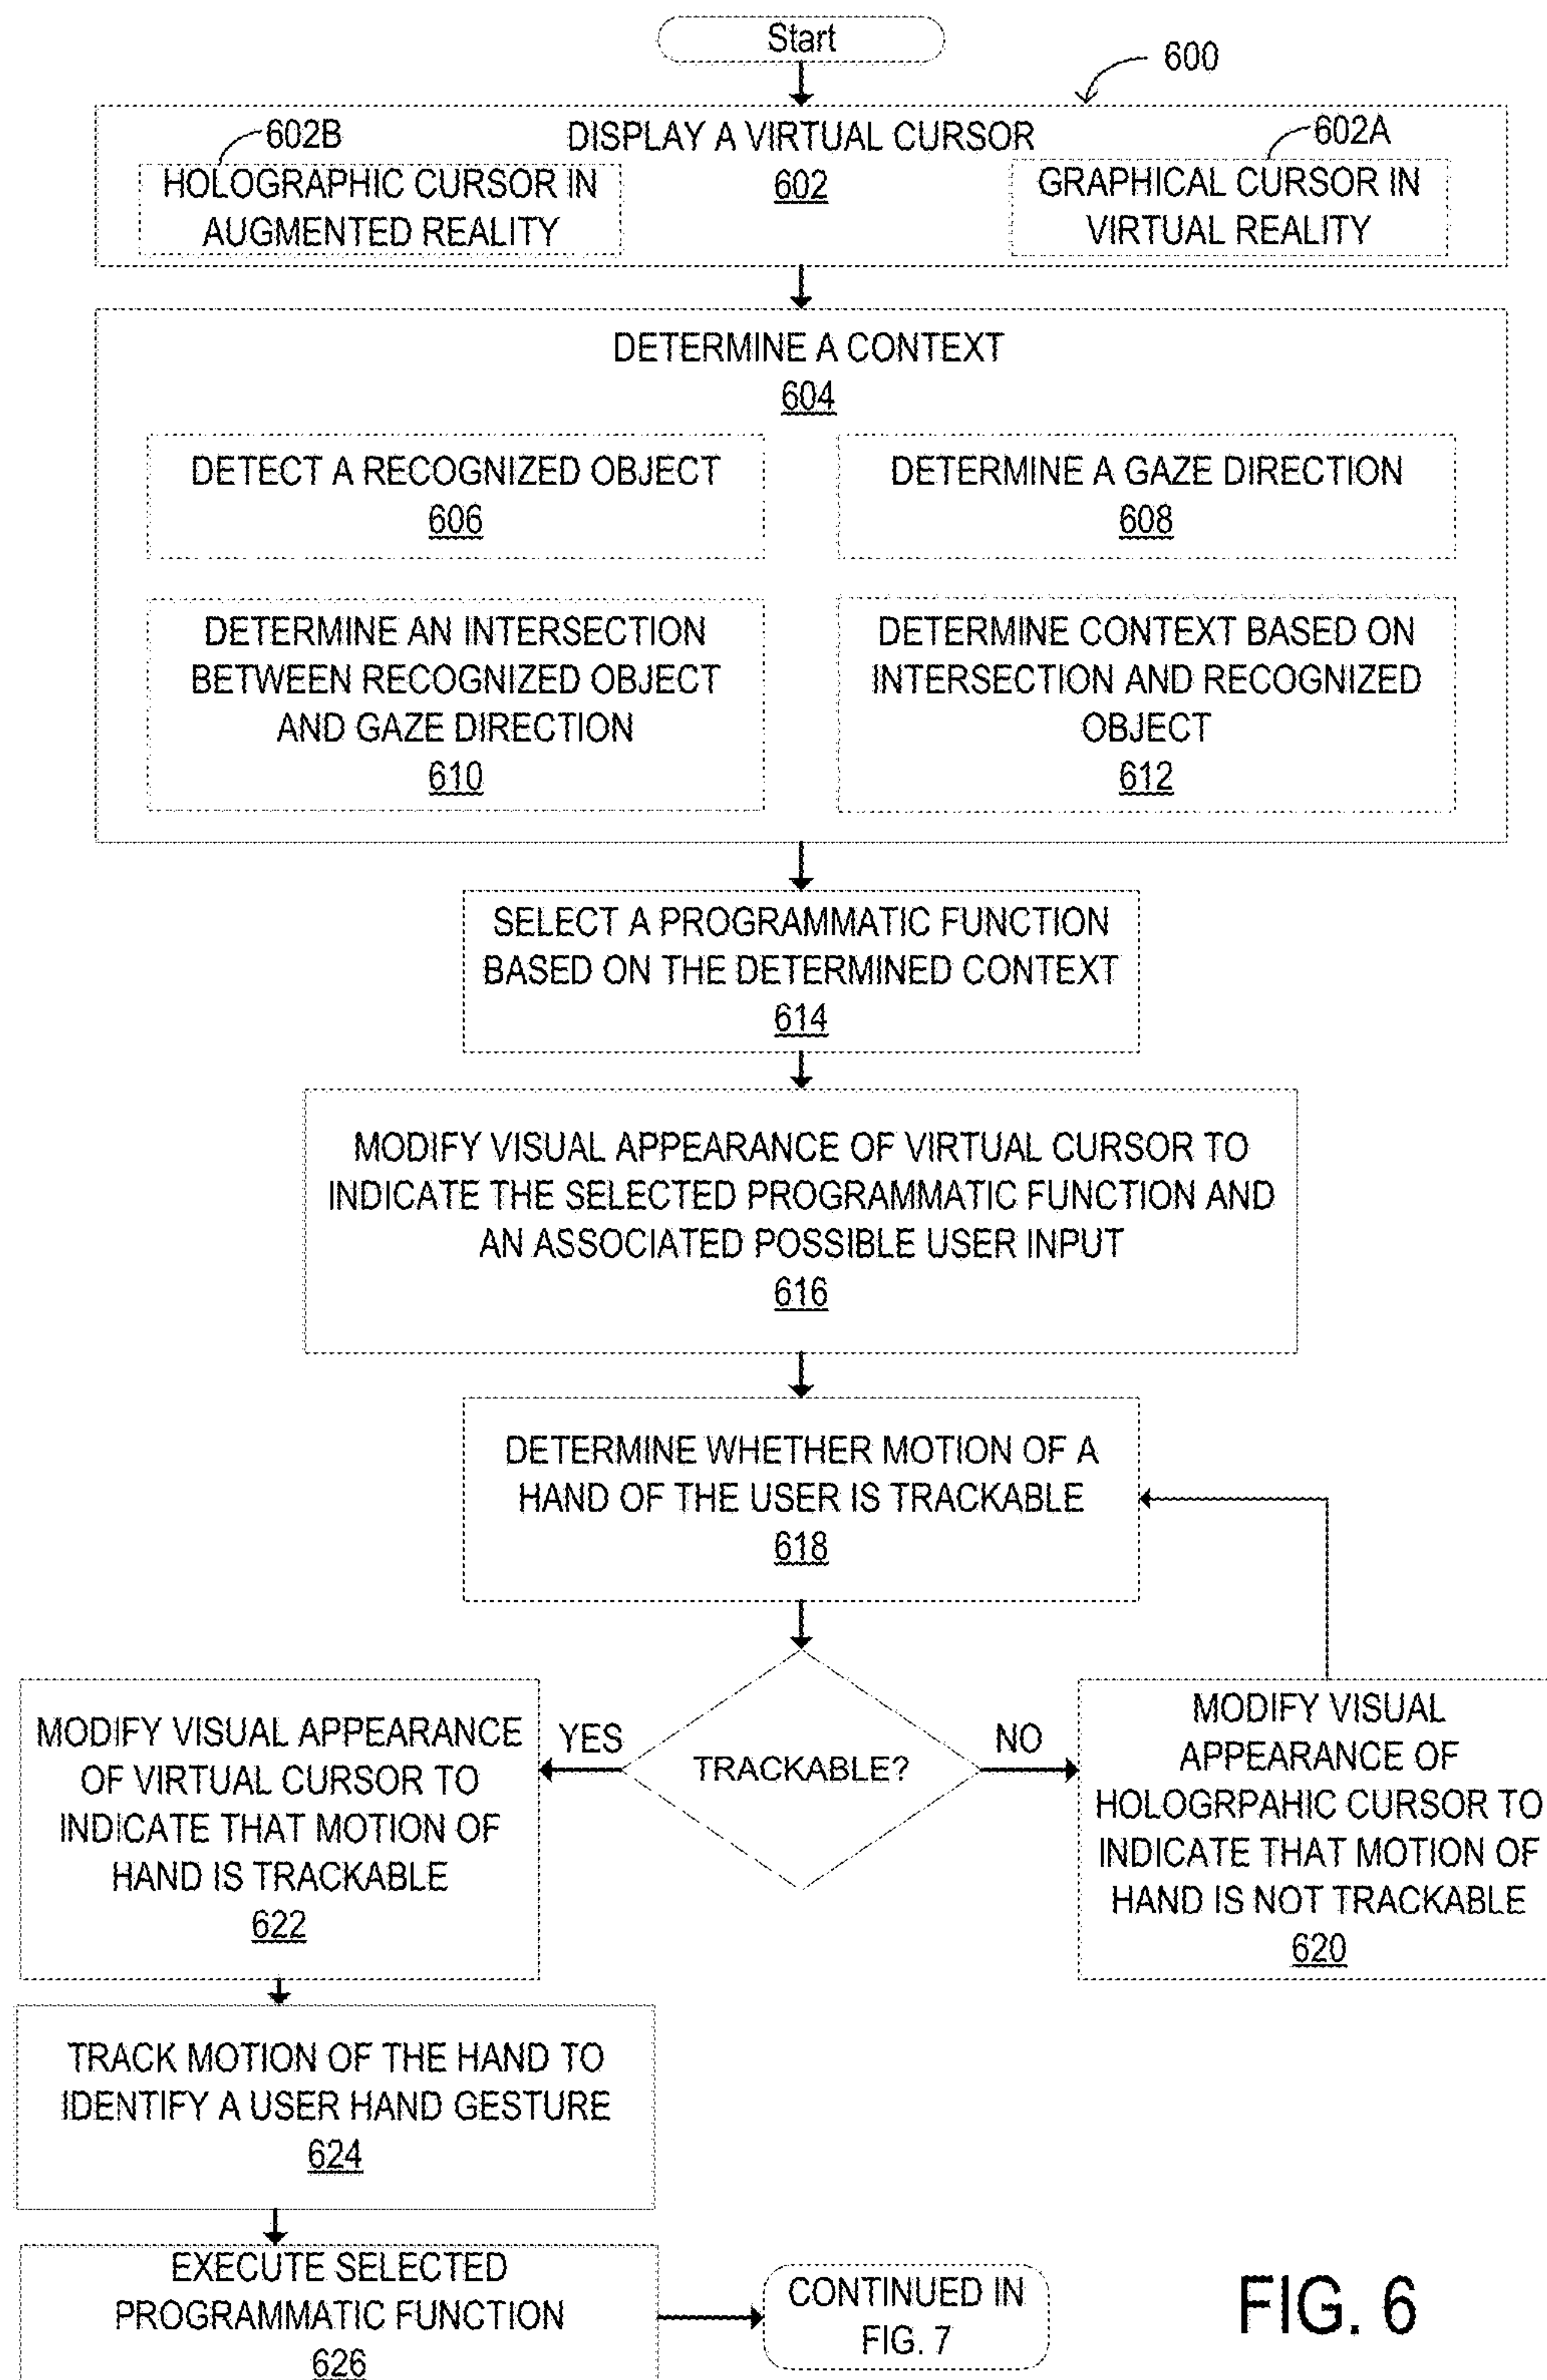 Start
600
DISPLAY A VIRTUAL CURSOR
602
602B
HOLOGRAPHIC CURSOR IN
AUGMENTED REALITY
602A
GRAPHICAL CURSOR IN
VIRTUAL REALITY
DETERMINE A CONTEXT
604
DETECT A RECOGNIZED OBJECT
606
DETERMINE A GAZE DIRECTION
608
DETERMINE AN INTERSECTION
BETWEEN RECOGNIZED OBJECT
AND GAZE DIRECTION
610
DETERMINE CONTEXT BASED ON
INTERSECTION AND RECOGNIZED
OBJECT
612
SELECT A PROGRAMMATIC FUNCTION
BASED ON THE DETERMINED CONTEXT
614
MODIFY VISUAL APPEARANCE OF VIRTUAL CURSOR TO
INDICATE THE SELECTED PROGRAMMATIC FUNCTION AND
AN ASSOCIATED POSSIBLE USER INPUT
616
DETERMINE WHETHER MOTION OF A
HAND OF THE USER IS TRACKABLE
618
TRACKABLE?
YES
NO
MODIFY VISUAL APPEARANCE
OF VIRTUAL CURSOR TO
INDICATE THAT MOTION OF
HAND IS TRACKABLE
622
MODIFY VISUAL
APPEARANCE OF
HOLOGRPAHIC CURSOR TO
INDICATE THAT MOTION OF
HAND IS NOT TRACKABLE
620
TRACK MOTION OF THE HAND TO
IDENTIFY A USER HAND GESTURE
624
EXECUTE SELECTED
PROGRAMMATIC FUNCTION
626
CONTINUED IN
FIG. 7
FIG. 6